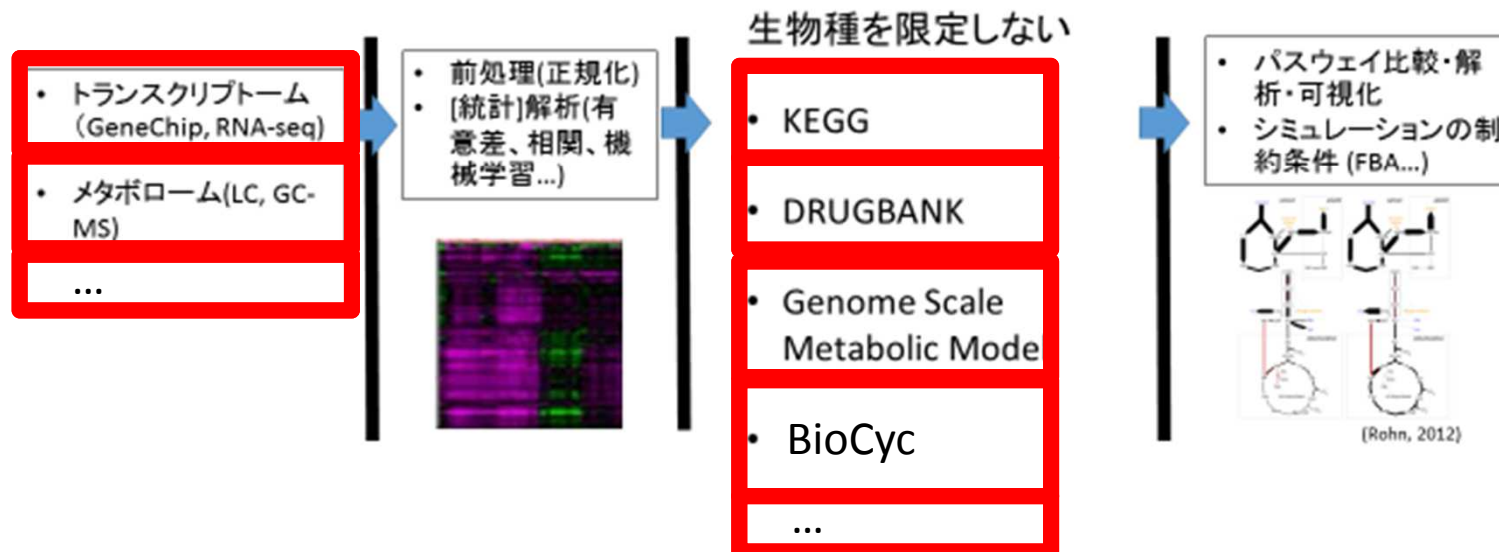 • トランスクリプトーム
(GeneChip, RNA-seq)
• メタボローム(LC, GC-
MS)
...
• 前処理(正規化)
• [統計]解析(有
意差、相関、機
械学習...)
生物種を限定しない
• KEGG
• DRUGBANK
• Genome Scale
Metabolic Model
• BioCyc
...
• パスウェイ比較・解
析・可視化
• シミュレーションの制
約条件 (FBA...)
(Rohn, 2012)